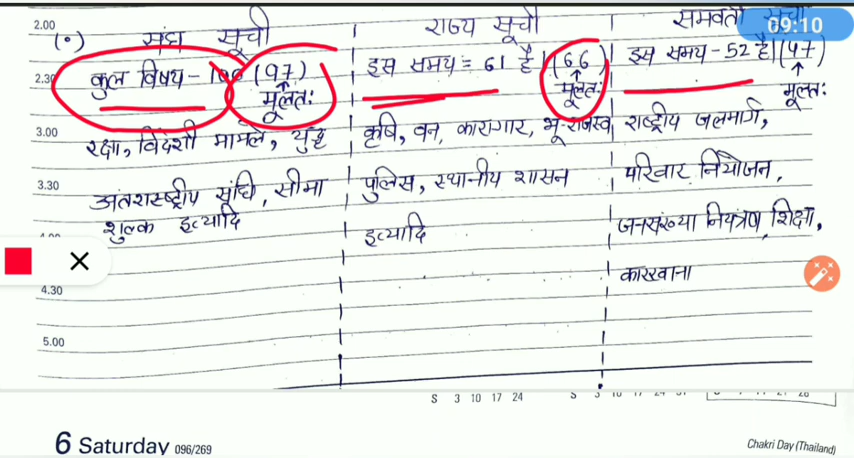 2.00
(०) संघ सूची | राज्य सूची | समवर्ती
09:10
2.30 कुल विषय - 100 (97) | इस समय = 61 है। (66) | इस समय - 52 है। (47)
↑ मूलतः | ↑ मूलतः | ↑ मूलतः
3.00 रक्षा, विदेशी मामले, युद्ध | कृषि, वन, कारागार, भू-राजस्व, | राष्ट्रीय जलमार्ग,
3.30 अंतरराष्ट्रीय संधि, सीमा | पुलिस, स्थानीय शासन | परिवार नियोजन,
शुल्क इत्यादि | इत्यादि | जनसंख्या नियंत्रण, शिक्षा,
कारखाना
4.30
5.00
S 3 10 17 24
6 Saturday 096/269
Chakri Day (Thailand)